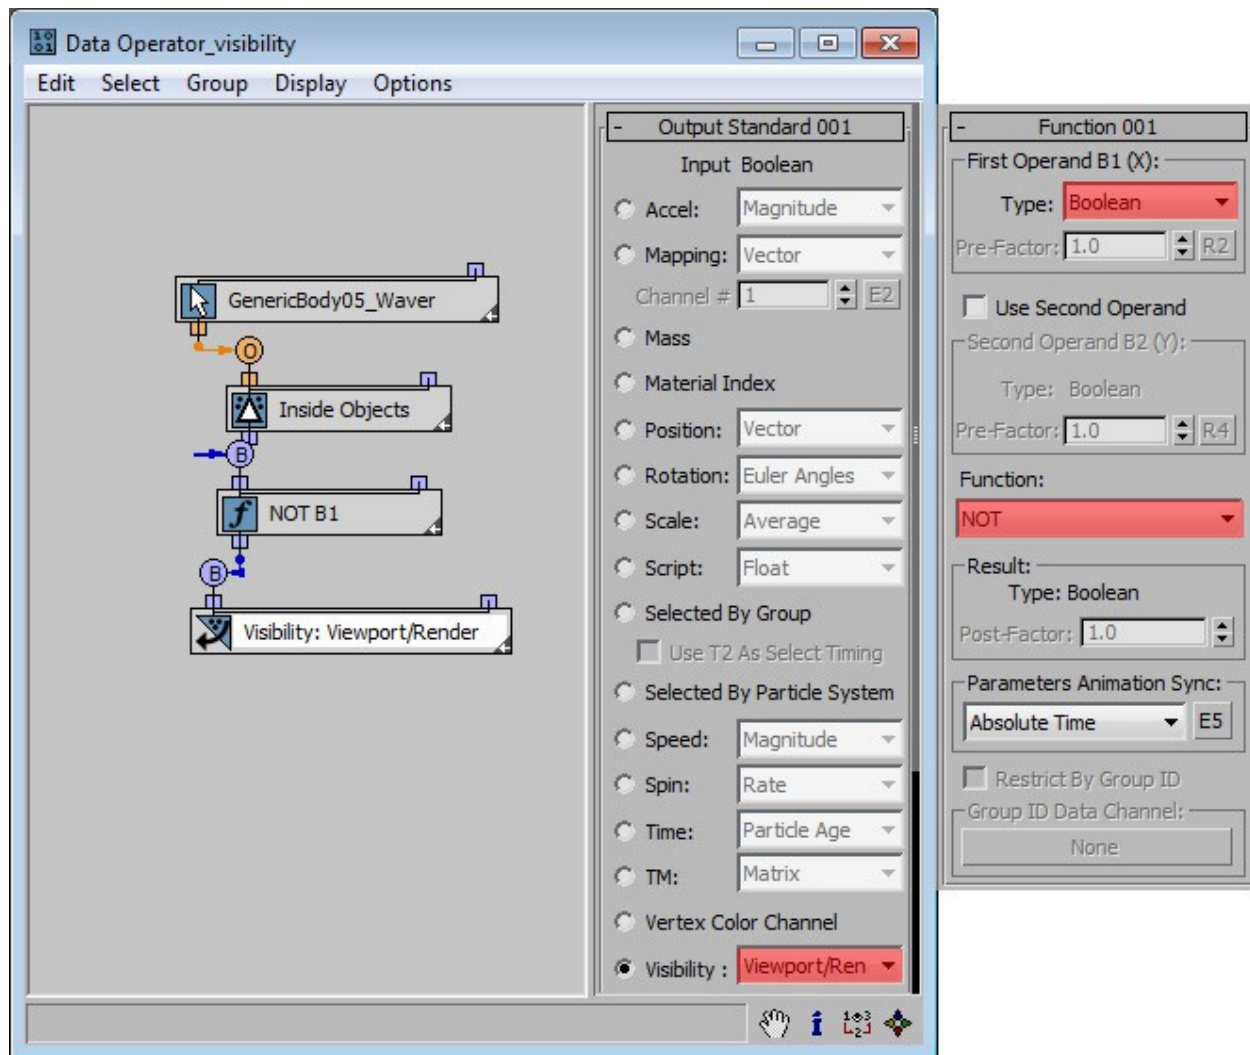 Data Operator_visibility
Edit Select Group Display Options
GenericBody05_Waver
O
Inside Objects
B
f NOT B1
B
Visibility: Viewport/Render
- Output Standard 001
Input Boolean
Accel: Magnitude
Mapping: Vector
Channel # 1 E2
Mass
Material Index
Position: Vector
Rotation: Euler Angles
Scale: Average
Script: Float
Selected By Group
Use T2 As Select Timing
Selected By Particle System
Speed: Magnitude
Spin: Rate
Time: Particle Age
TM: Matrix
Vertex Color Channel
Visibility : Viewport/Ren
- Function 001
First Operand B1 (X):
Type: Boolean
Pre-Factor: 1.0 R2
Use Second Operand
Second Operand B2 (Y):
Type: Boolean
Pre-Factor: 1.0 R4
Function:
NOT
Result:
Type: Boolean
Post-Factor: 1.0
Parameters Animation Sync:
Absolute Time E5
Restrict By Group ID
Group ID Data Channel:
None